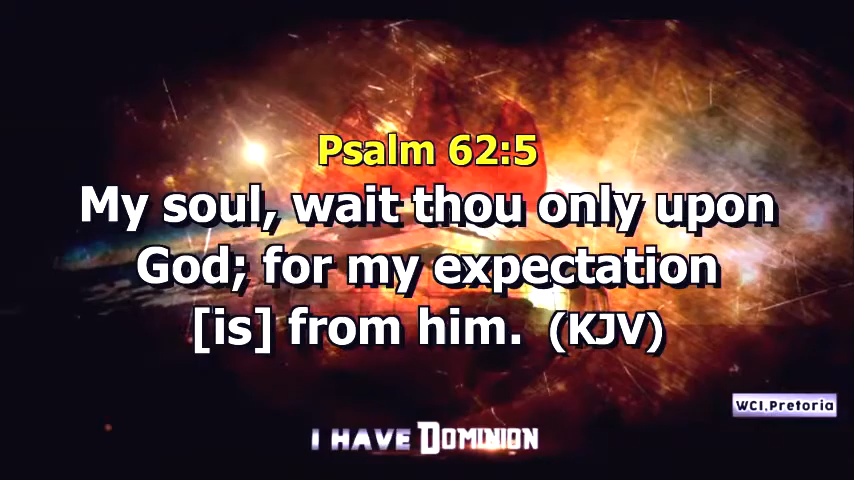 Psalm 62:5
My soul, wait thou only upon
God; for my expectation
[is] from him. (KJV)
WCI,Pretoria
I HAVE DOMINION